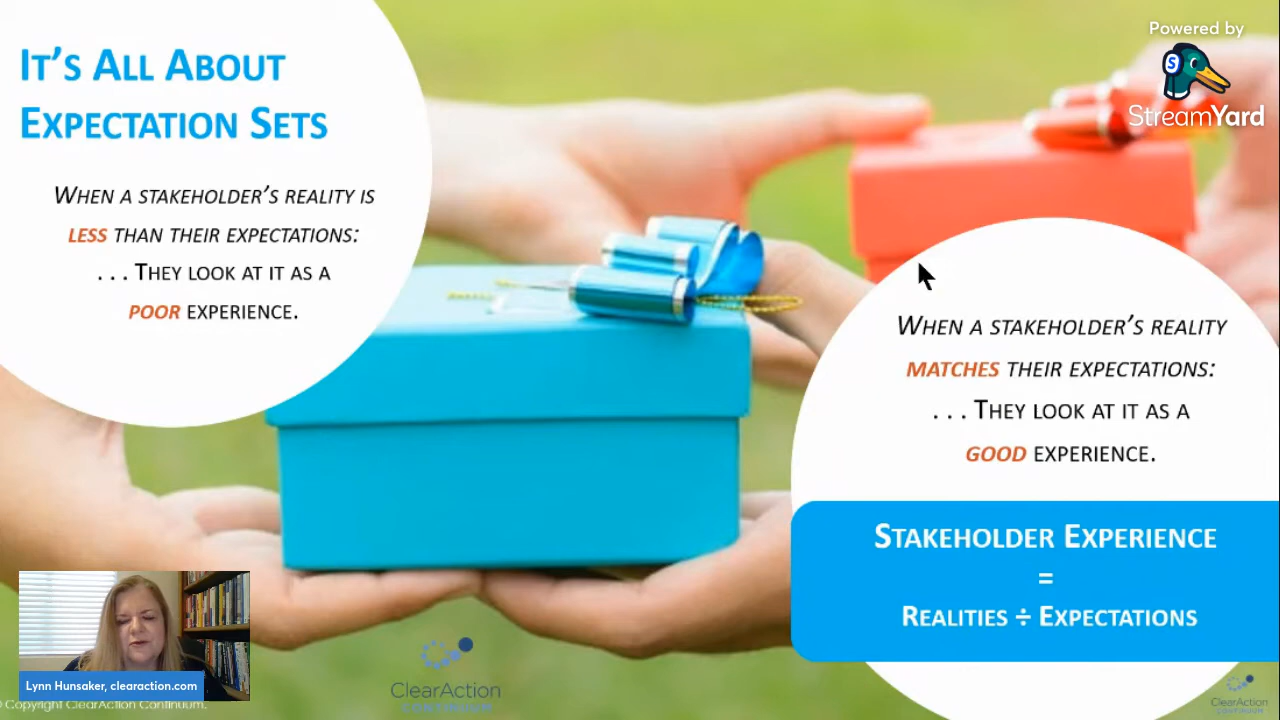 IT'S ALL ABOUT
EXPECTATION SETS
WHEN A STAKEHOLDER'S REALITY IS
LESS THAN THEIR EXPECTATIONS:
. . . THEY LOOK AT IT AS A
POOR EXPERIENCE.
Powered by
S
StreamYard
WHEN A STAKEHOLDER'S REALITY
MATCHES THEIR EXPECTATIONS:
. . . THEY LOOK AT IT AS A
GOOD EXPERIENCE.
STAKEHOLDER EXPERIENCE
=
REALITIES ÷ EXPECTATIONS
Lynn Hunsaker, clearaction.com
© Copyright ClearAction Continuum.
ClearAction
CONTINUUM
ClearAction
CONTINUUM